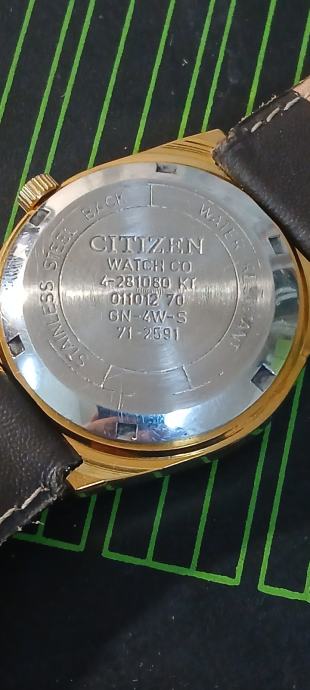 STAINLESS STEEL BACK
WATER RESISTANT
CITIZEN
WATCH CO
4-281080 KT
011012 70
GN-4W-S
71-2591